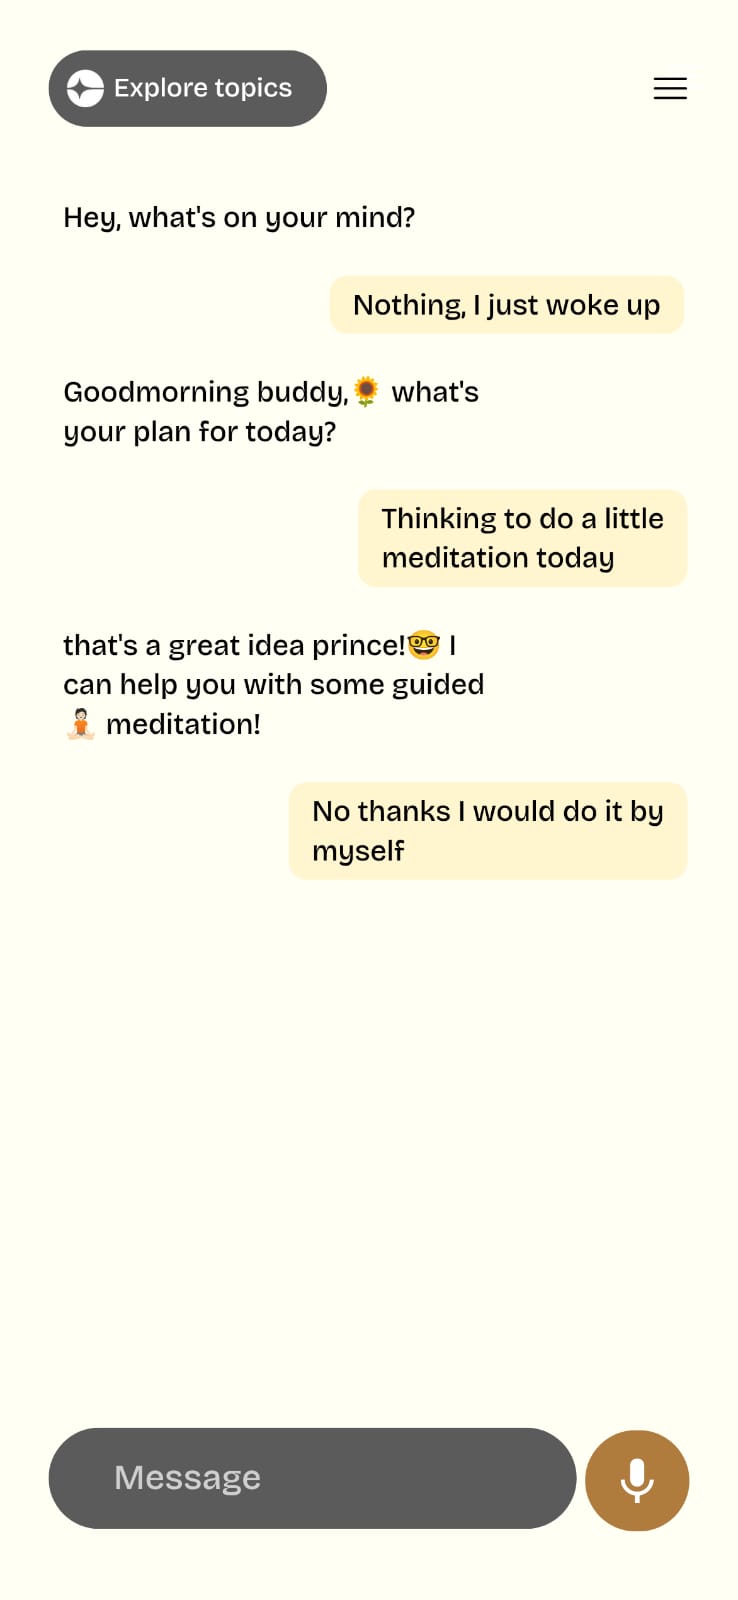 Explore topics
Hey, what's on your mind?
Nothing, I just woke up
Goodmorning buddy,🌻 what's
your plan for today?
Thinking to do a little
meditation today
that's a great idea prince!🤓 I
can help you with some guided
🧘🏻 meditation!
No thanks I would do it by
myself
Message